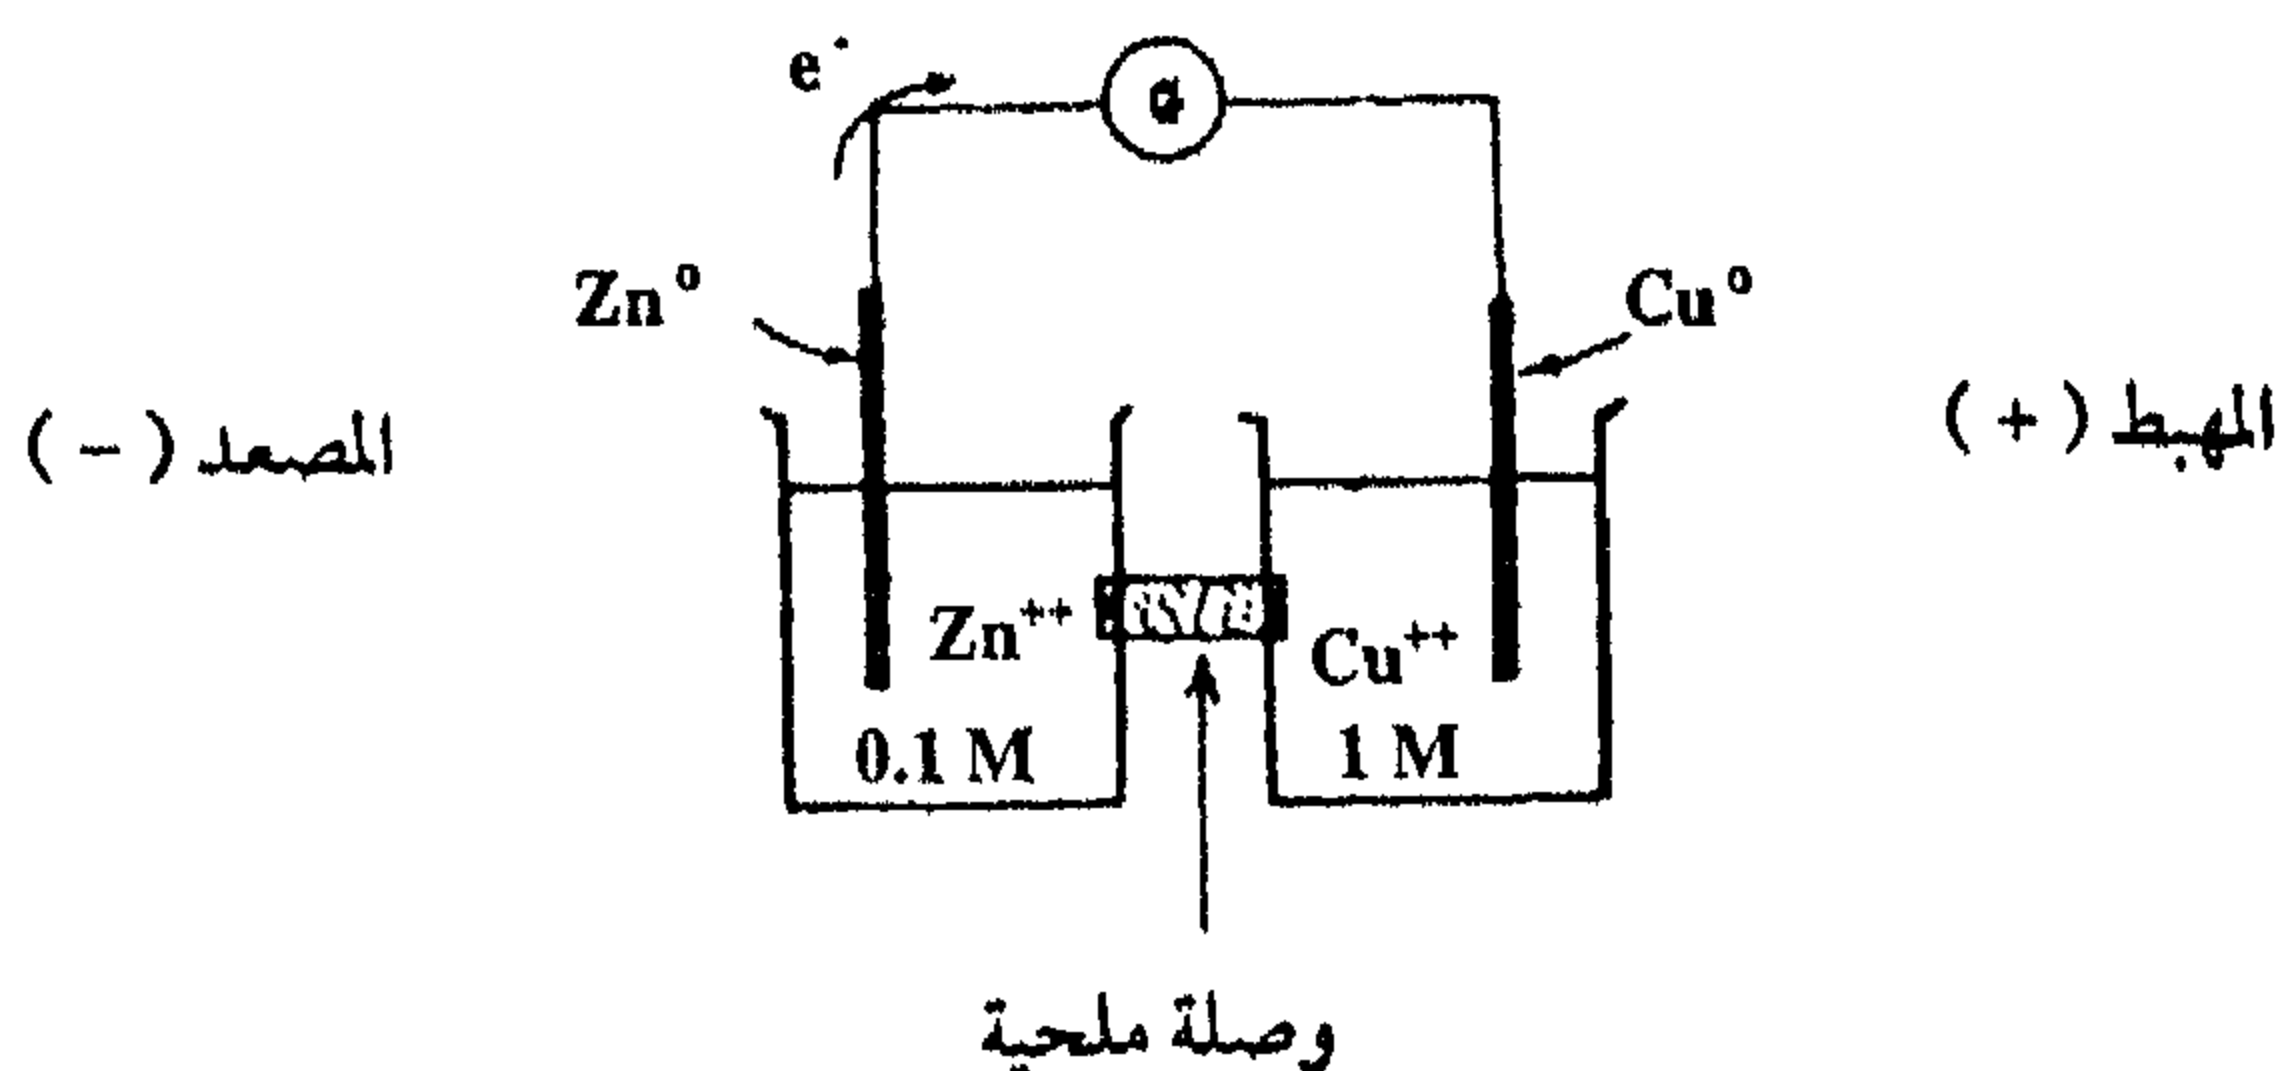 e⁻
G
Zn°
Cu°
المصعد ( – )
المهبط ( + )
Zn⁺⁺
Cu⁺⁺
0.1 M
1 M
وصلة ملحية